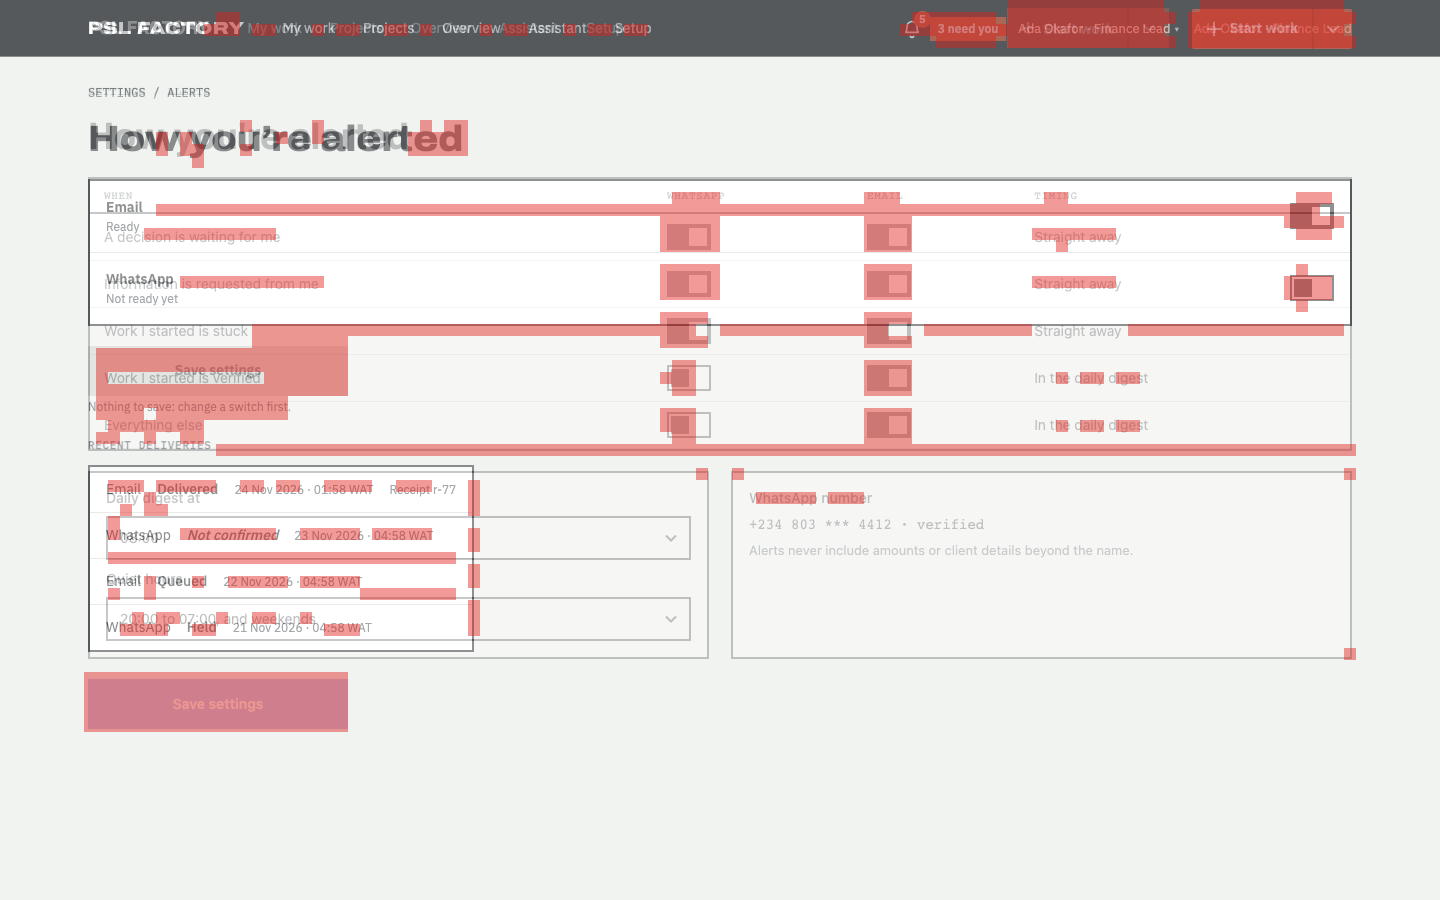 PSL FACTORY My work Projects Overview Assistant Setup 5 3 need you Ada Okafor · Finance Lead ▾ + Start work
SETTINGS / ALERTS
How you're alerted
WHEN WHATSAPP EMAIL TIMING
Email
Ready
A decision is waiting for me Straight away
WhatsApp
Information is requested from me Straight away
Not ready yet
Work I started is stuck Straight away
Save settings
Work I started is verified In the daily digest
Nothing to save: change a switch first.
Everything else In the daily digest
RECENT DELIVERIES
Email Delivered 24 Nov 2026 · 01:58 WAT Receipt r-77
Daily digest at
WhatsApp number
+234 803 *** 4412 · verified
WhatsApp Not confirmed 23 Nov 2026 · 04:58 WAT
Alerts never include amounts or client details beyond the name.
Email Queued 22 Nov 2026 · 04:58 WAT
20:00 to 07:00, and weekends
WhatsApp Held 21 Nov 2026 · 04:58 WAT
Save settings